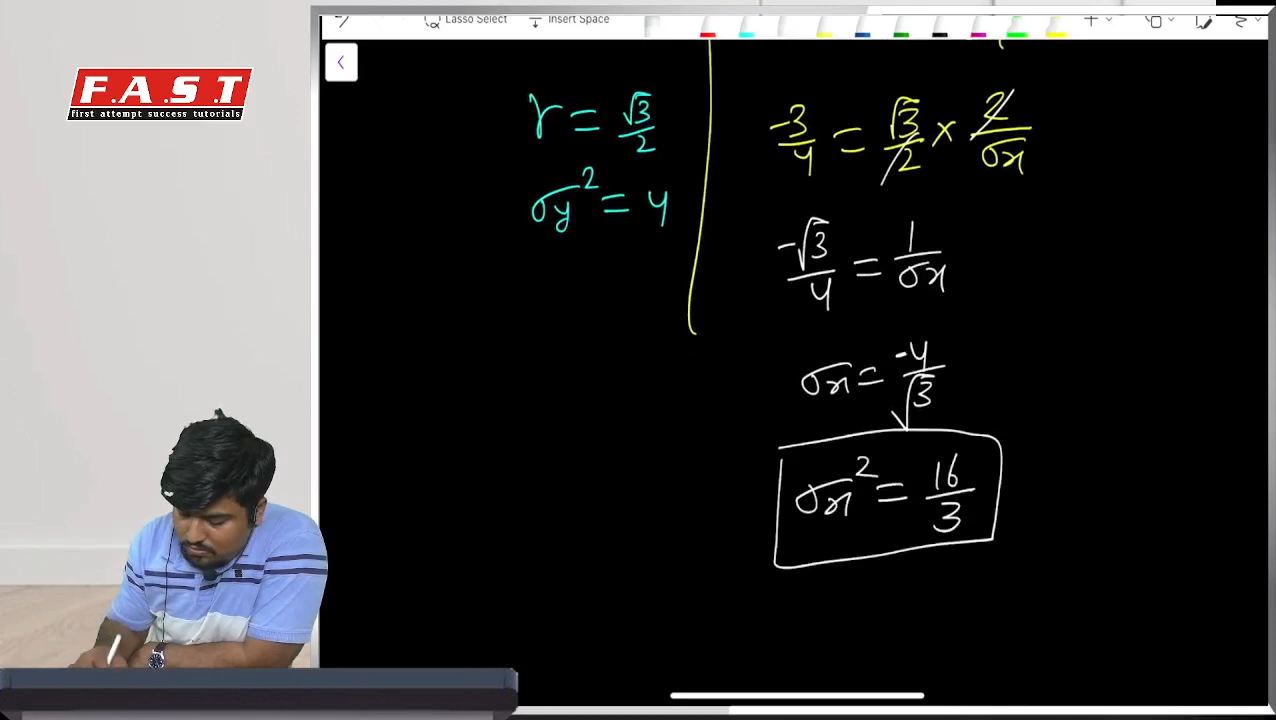 Lasso Select
Insert Space
F.A.S.T
first attempt success tutorials
r = √3/2
σy² = 4
-3/4 = √3/2 × 2/σx
-√3/4 = 1/σx
σx = -4/√3
σx² = 16/3